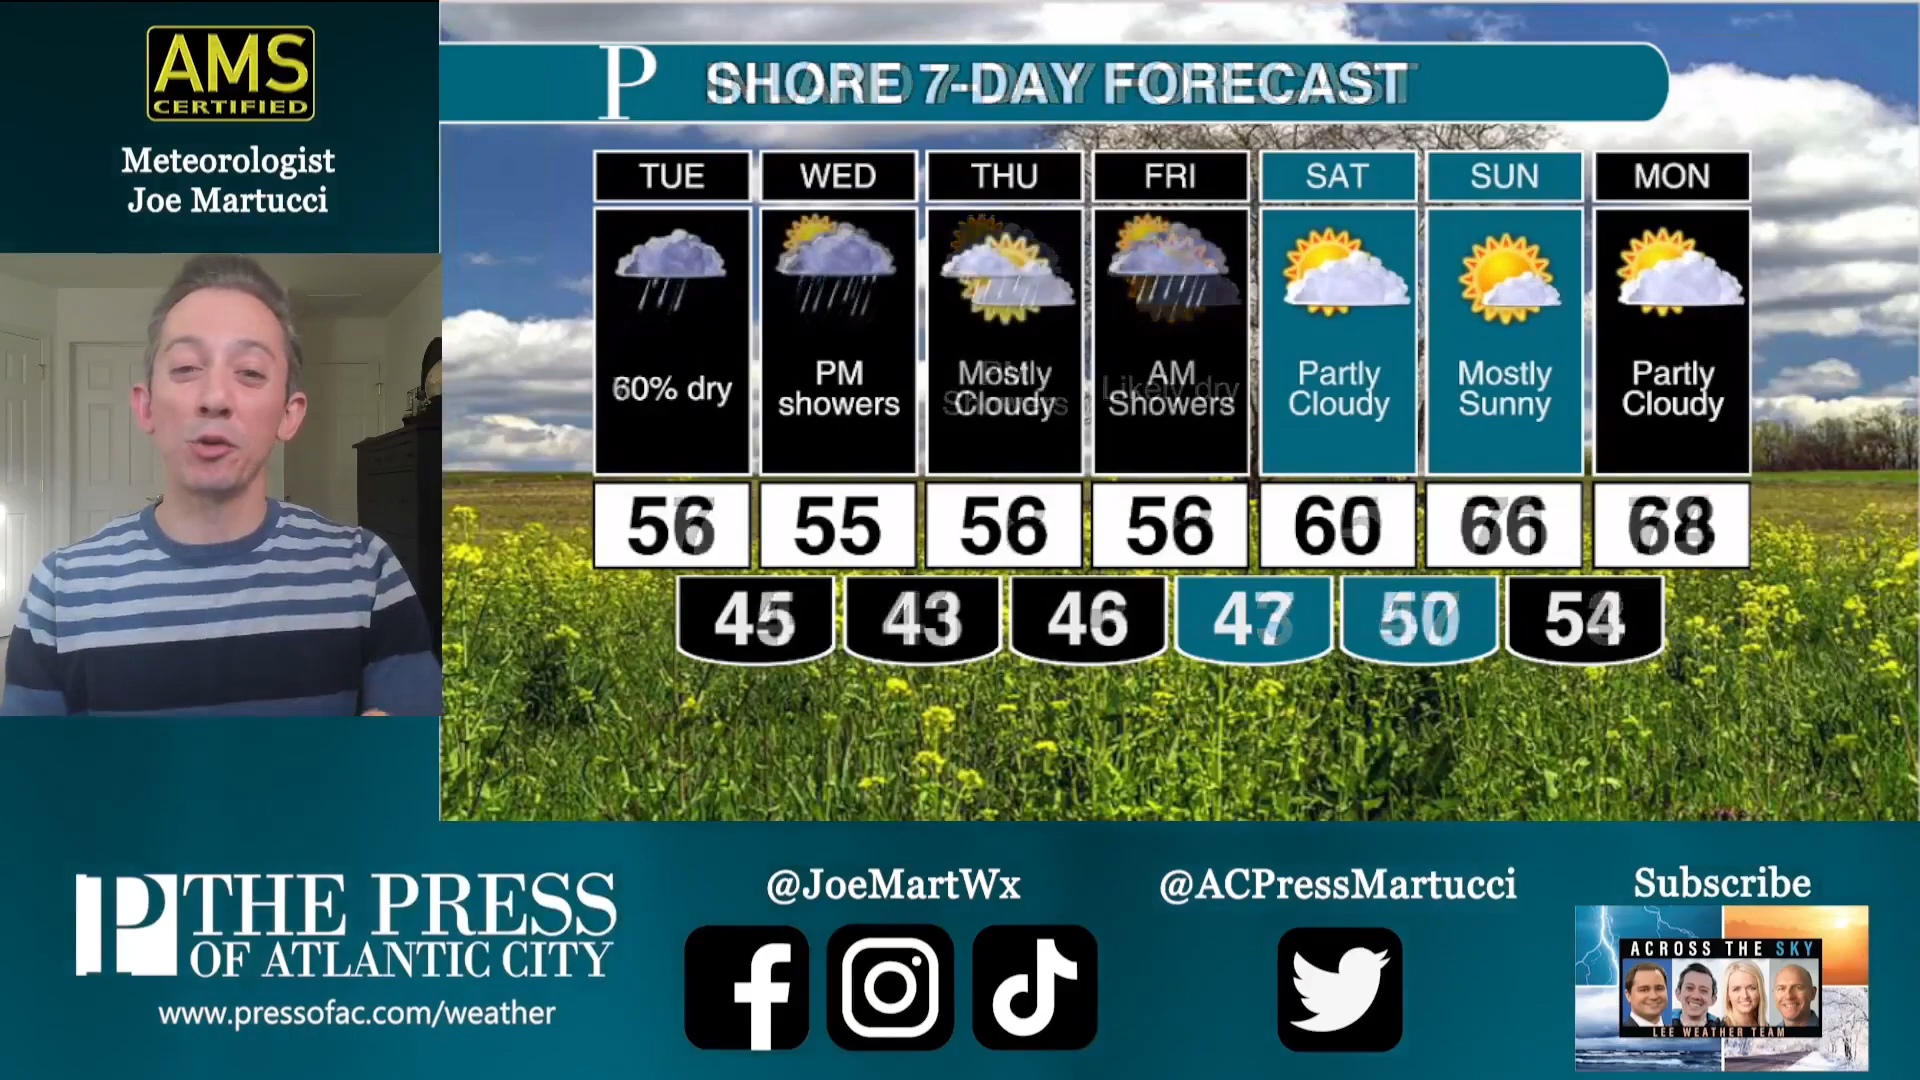 AMS
CERTIFIED
Meteorologist
Joe Martucci
P SHORE 7-DAY FORECAST
TUE WED THU FRI SAT SUN MON
60% dry
PM
showers
Mostly
Cloudy
AM
Showers
Partly
Cloudy
Mostly
Sunny
Partly
Cloudy
56 55 56 56 60 66 68
45 43 46 47 50 54
P THE PRESS
OF ATLANTIC CITY
www.pressofac.com/weather
@JoeMartWx
@ACPressMartucci
Subscribe
ACROSS THE SKY
LEE WEATHER TEAM